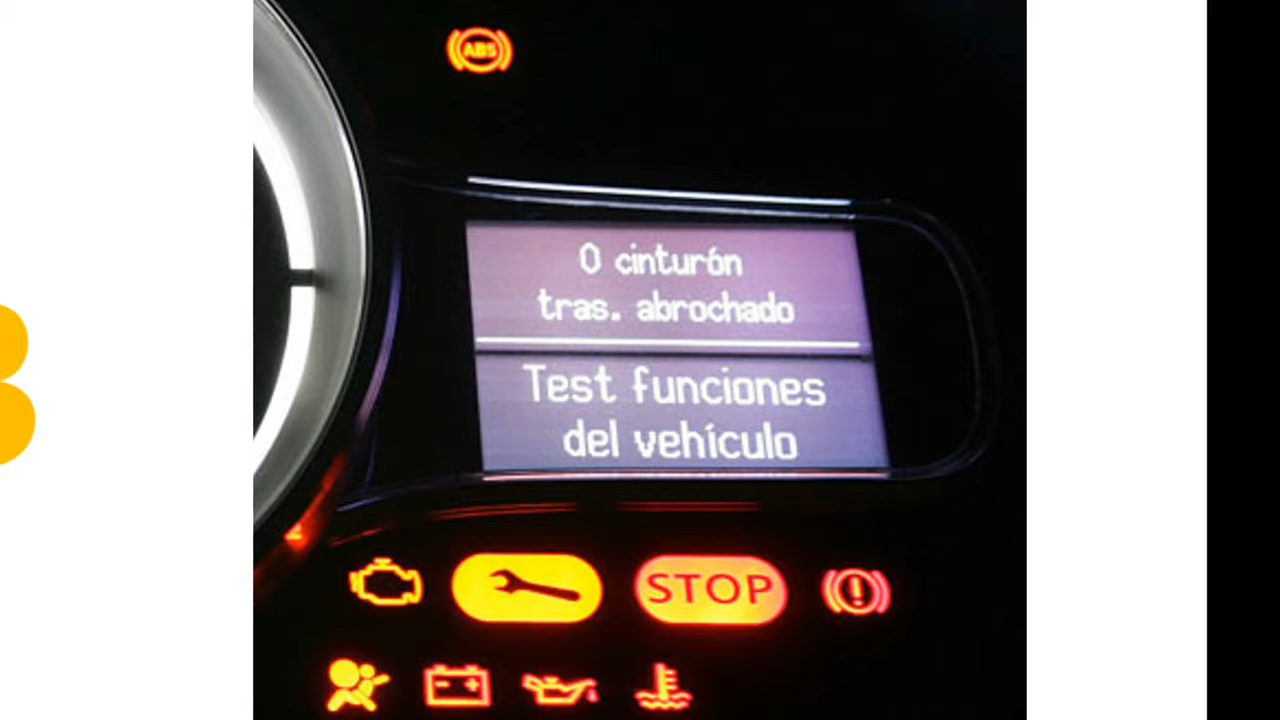 ABS
0 cinturón
tras. abrochado
Test funciones
del vehículo
STOP